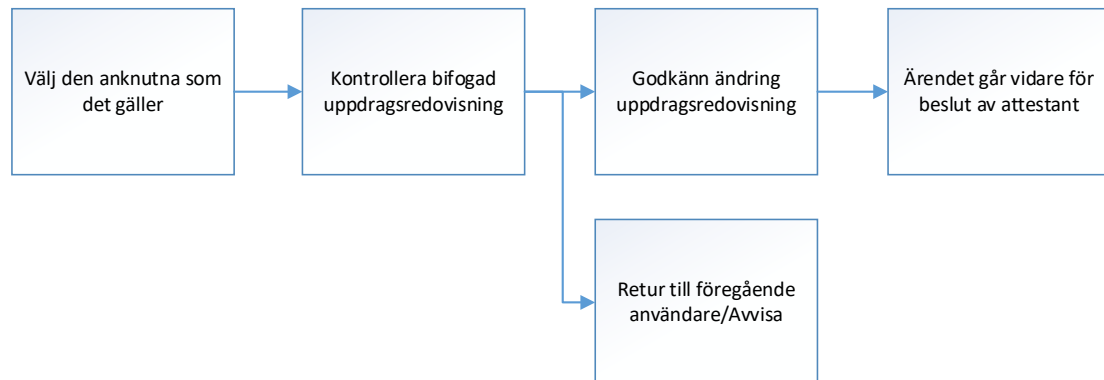 Välj den anknutna som
det gäller
Kontrollera bifogad
uppdragsredovisning
Godkänn ändring
uppdragsredovisning
Ärendet går vidare för
beslut av attestant
Retur till föregående
användare/Avvisa